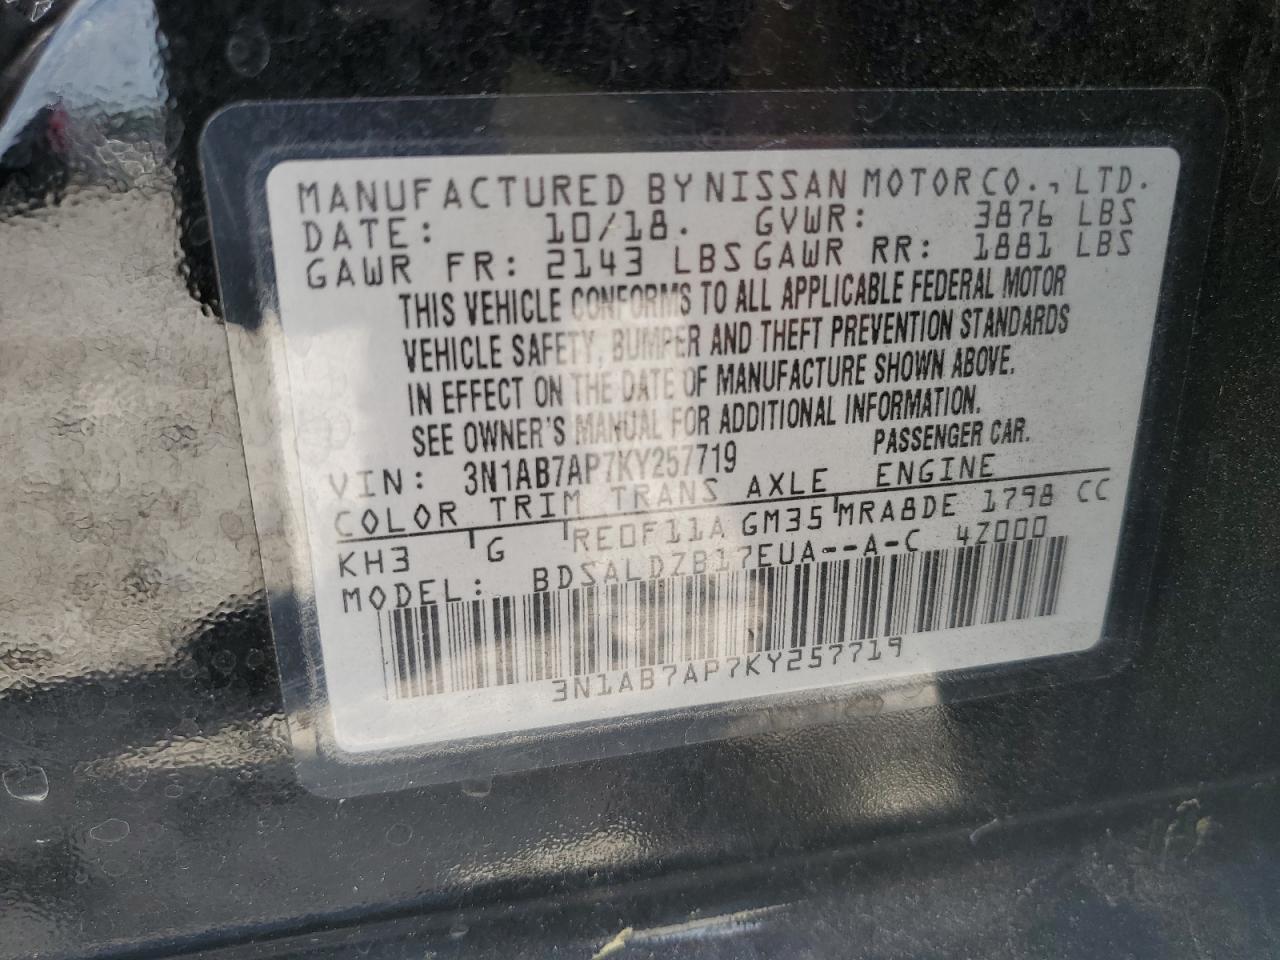 MANUFACTURED BY NISSAN MOTOR CO., LTD.
DATE: 10/18. GVWR: 3876 LBS
GAWR FR: 2143 LBS GAWR RR: 1881 LBS
THIS VEHICLE CONFORMS TO ALL APPLICABLE FEDERAL MOTOR
VEHICLE SAFETY, BUMPER AND THEFT PREVENTION STANDARDS
IN EFFECT ON THE DATE OF MANUFACTURE SHOWN ABOVE.
SEE OWNER'S MANUAL FOR ADDITIONAL INFORMATION.
VIN: 3N1AB7AP7KY257719 PASSENGER CAR.
COLOR TRIM TRANS AXLE ENGINE
KH3 G RE0F11A GM35 MRA8DE 1798 CC
MODEL: BDSALDZB17EUA--A-C 4Z000
3N1AB7AP7KY257719